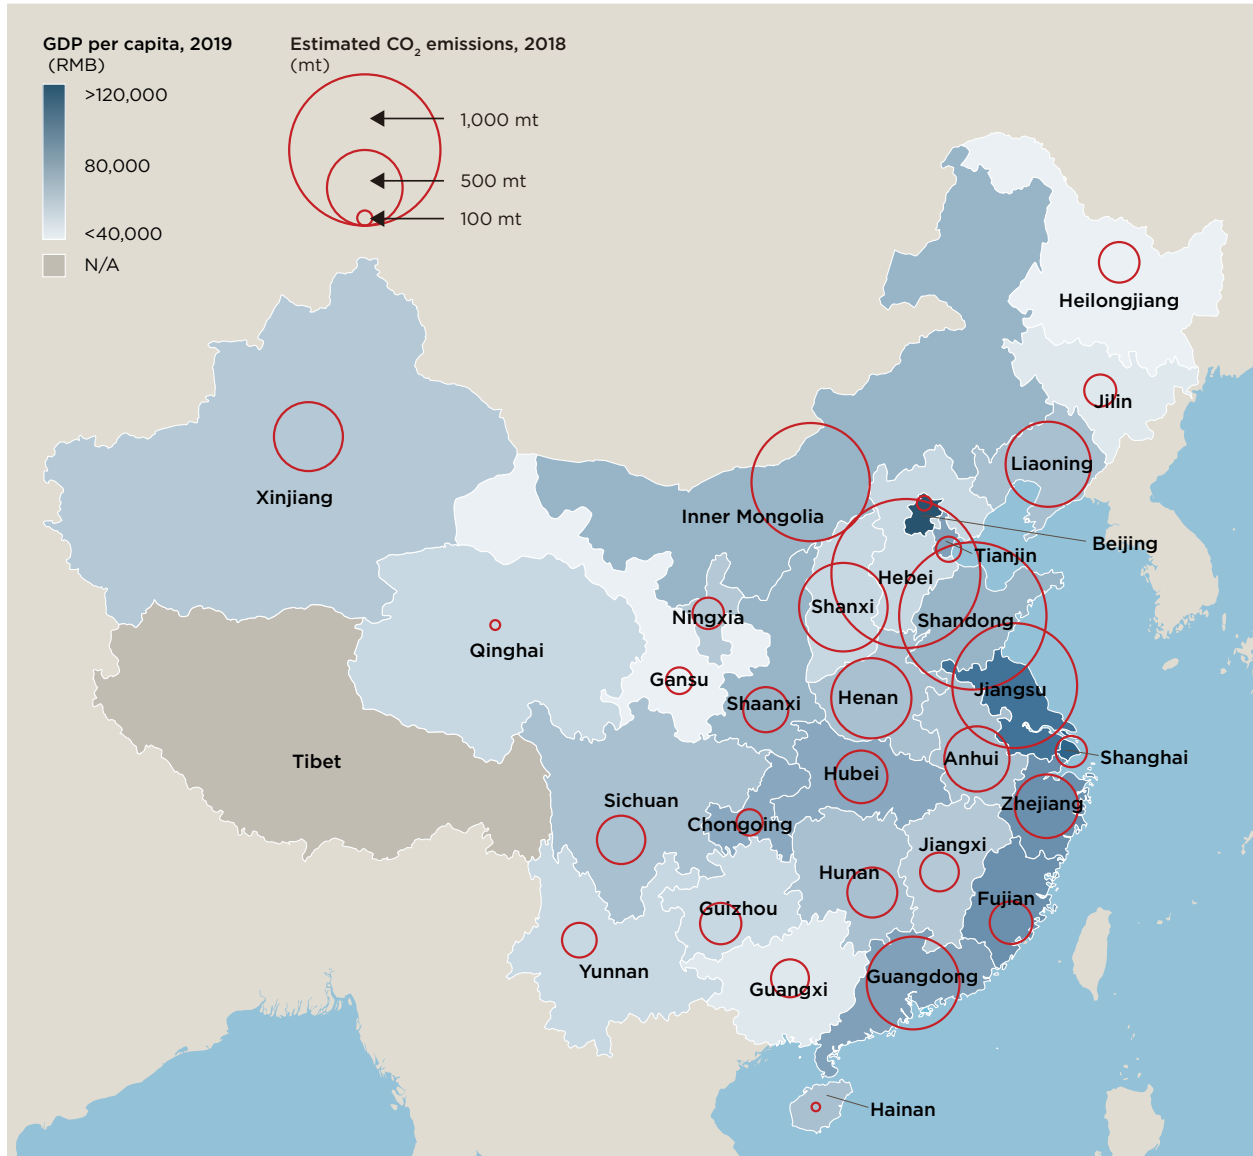 GDP per capita, 2019
(RMB)
>120,000
80,000
<40,000
N/A
Estimated CO₂ emissions, 2018
(mt)
1,000 mt
500 mt
100 mt
Heilongjiang
Jilin
Liaoning
Xinjiang
Inner Mongolia
Beijing
Tianjin
Hebei
Shanxi
Shandong
Ningxia
Qinghai
Gansu
Jiangsu
Henan
Shaanxi
Tibet
Anhui
Shanghai
Hubei
Sichuan
Zhejiang
Chongoing
Jiangxi
Hunan
Fujian
Guizhou
Yunnan
Guangdong
Guangxi
Hainan